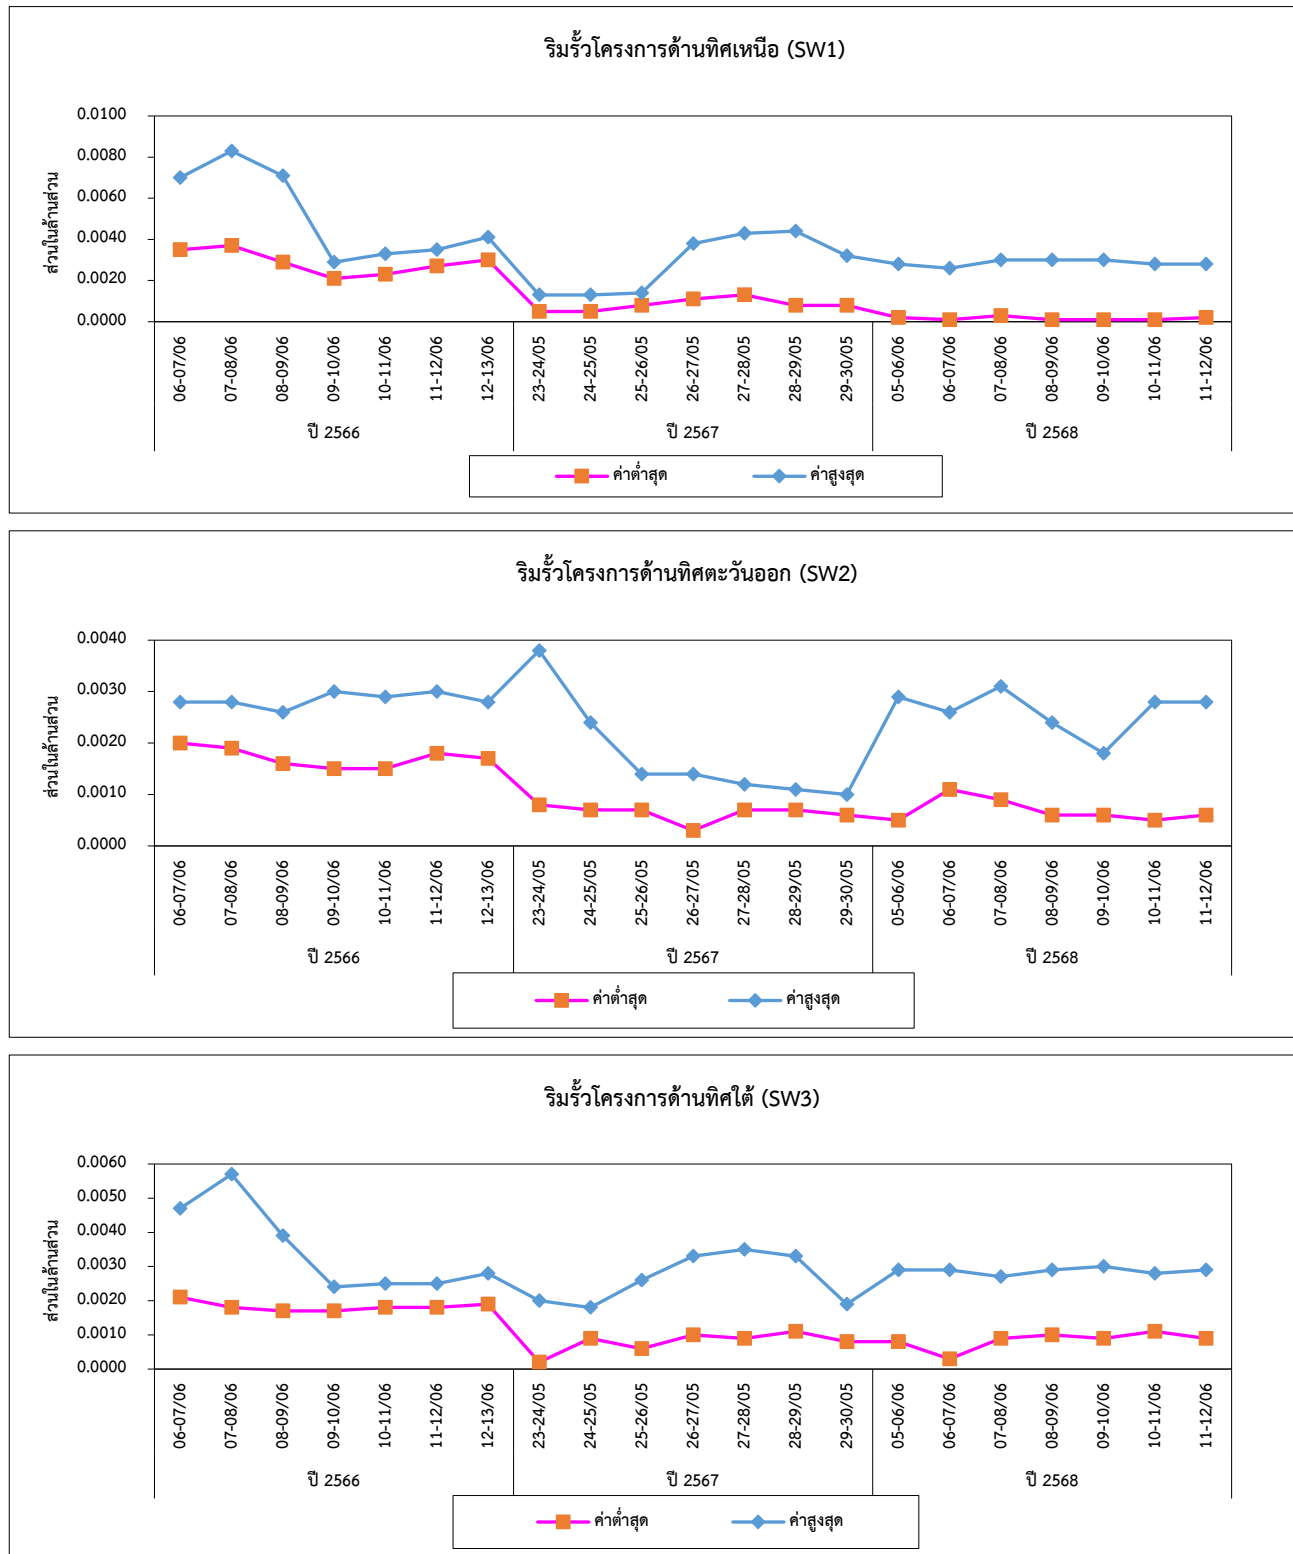 ริมรั้วโครงการด้านทิศเหนือ (SW1)
ส่วนในล้านส่วน
0.0100
0.0080
0.0060
0.0040
0.0020
0.0000
06-07/06 07-08/06 08-09/06 09-10/06 10-11/06 11-12/06 12-13/06 23-24/05 24-25/05 25-26/05 26-27/05 27-28/05 28-29/05 29-30/05 05-06/06 06-07/06 07-08/06 08-09/06 09-10/06 10-11/06 11-12/06
ปี 2566 ปี 2567 ปี 2568
ค่าต่ำสุด ค่าสูงสุด
ริมรั้วโครงการด้านทิศตะวันออก (SW2)
ส่วนในล้านส่วน
0.0040
0.0030
0.0020
0.0010
0.0000
06-07/06 07-08/06 08-09/06 09-10/06 10-11/06 11-12/06 12-13/06 23-24/05 24-25/05 25-26/05 26-27/05 27-28/05 28-29/05 29-30/05 05-06/06 06-07/06 07-08/06 08-09/06 09-10/06 10-11/06 11-12/06
ปี 2566 ปี 2567 ปี 2568
ค่าต่ำสุด ค่าสูงสุด
ริมรั้วโครงการด้านทิศใต้ (SW3)
ส่วนในล้านส่วน
0.0060
0.0050
0.0040
0.0030
0.0020
0.0010
0.0000
06-07/06 07-08/06 08-09/06 09-10/06 10-11/06 11-12/06 12-13/06 23-24/05 24-25/05 25-26/05 26-27/05 27-28/05 28-29/05 29-30/05 05-06/06 06-07/06 07-08/06 08-09/06 09-10/06 10-11/06 11-12/06
ปี 2566 ปี 2567 ปี 2568
ค่าต่ำสุด ค่าสูงสุด